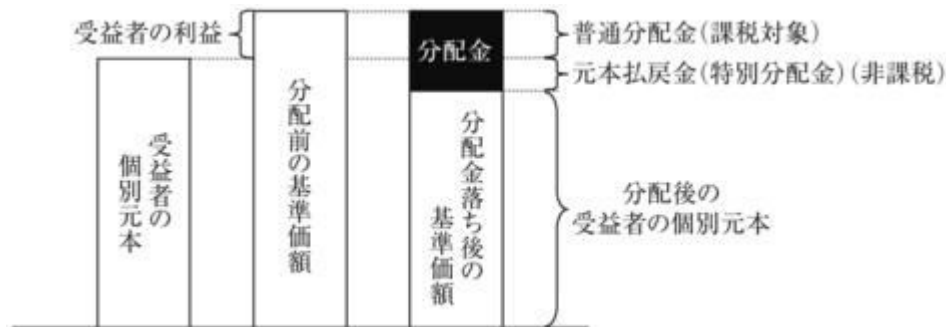 受益者の利益
分配金
普通分配金(課税対象)
元本払戻金(特別分配金)(非課税)
受益者の
個別元本
分配前の基準価額
分配金落ち後の
基準価額
分配後の
受益者の個別元本